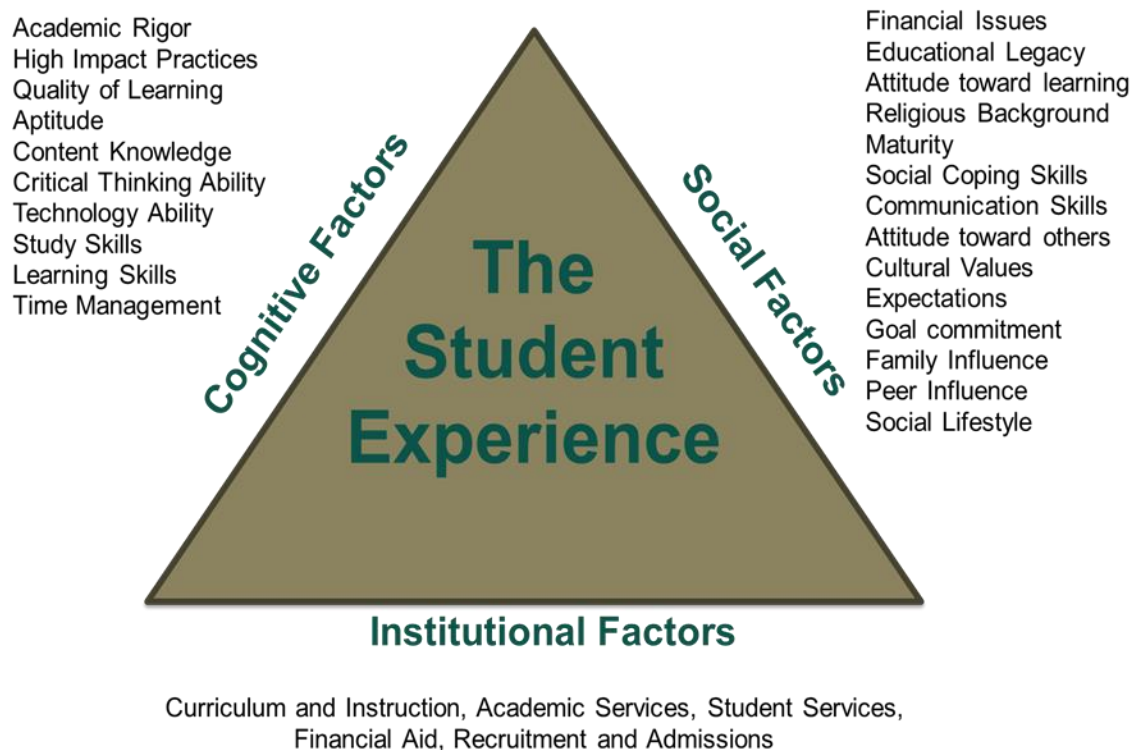 Academic Rigor
High Impact Practices
Quality of Learning
Aptitude
Content Knowledge
Critical Thinking Ability
Technology Ability
Study Skills
Learning Skills
Time Management
Cognitive Factors
The
Student
Experience
Social Factors
Financial Issues
Educational Legacy
Attitude toward learning
Religious Background
Maturity
Social Coping Skills
Communication Skills
Attitude toward others
Cultural Values
Expectations
Goal commitment
Family Influence
Peer Influence
Social Lifestyle
Institutional Factors
Curriculum and Instruction, Academic Services, Student Services,
Financial Aid, Recruitment and Admissions